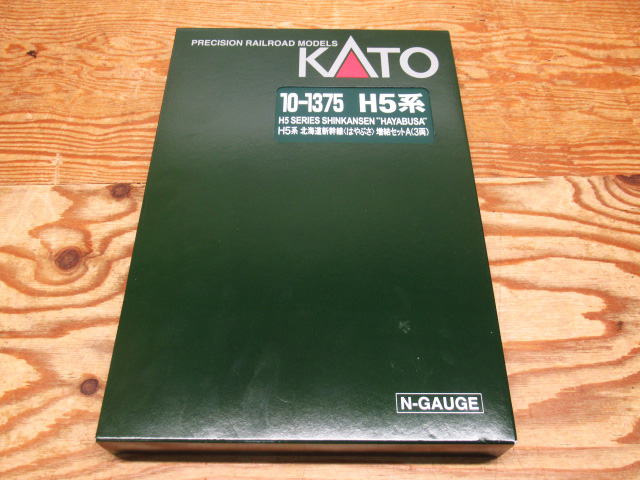 PRECISION RAILROAD MODELS
KATO
10-1375 H5系
H5 SERIES SHINKANSEN "HAYABUSA"
H5系 北海道新幹線〈はやぶさ〉 増結セットA(3両)
N-GAUGE